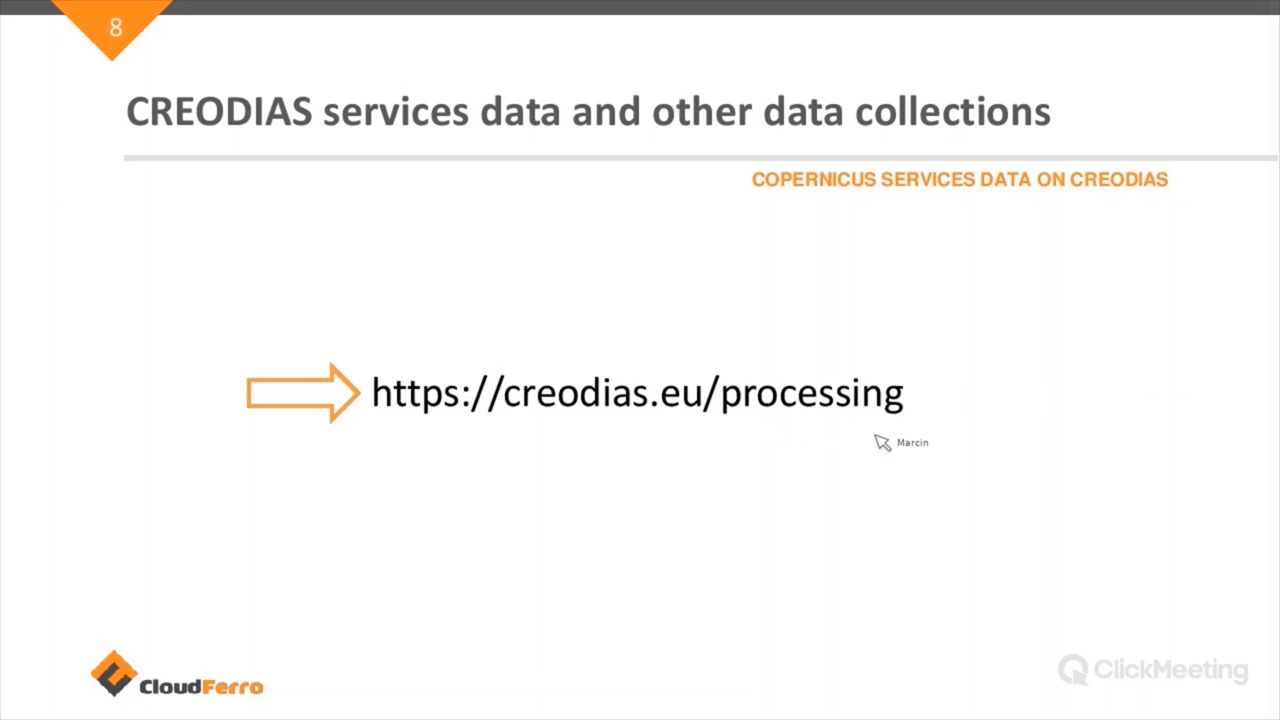 8
CREODIAS services data and other data collections
COPERNICUS SERVICES DATA ON CREODIAS
https://creodias.eu/processing
Marcin
CloudFerro
ClickMeeting